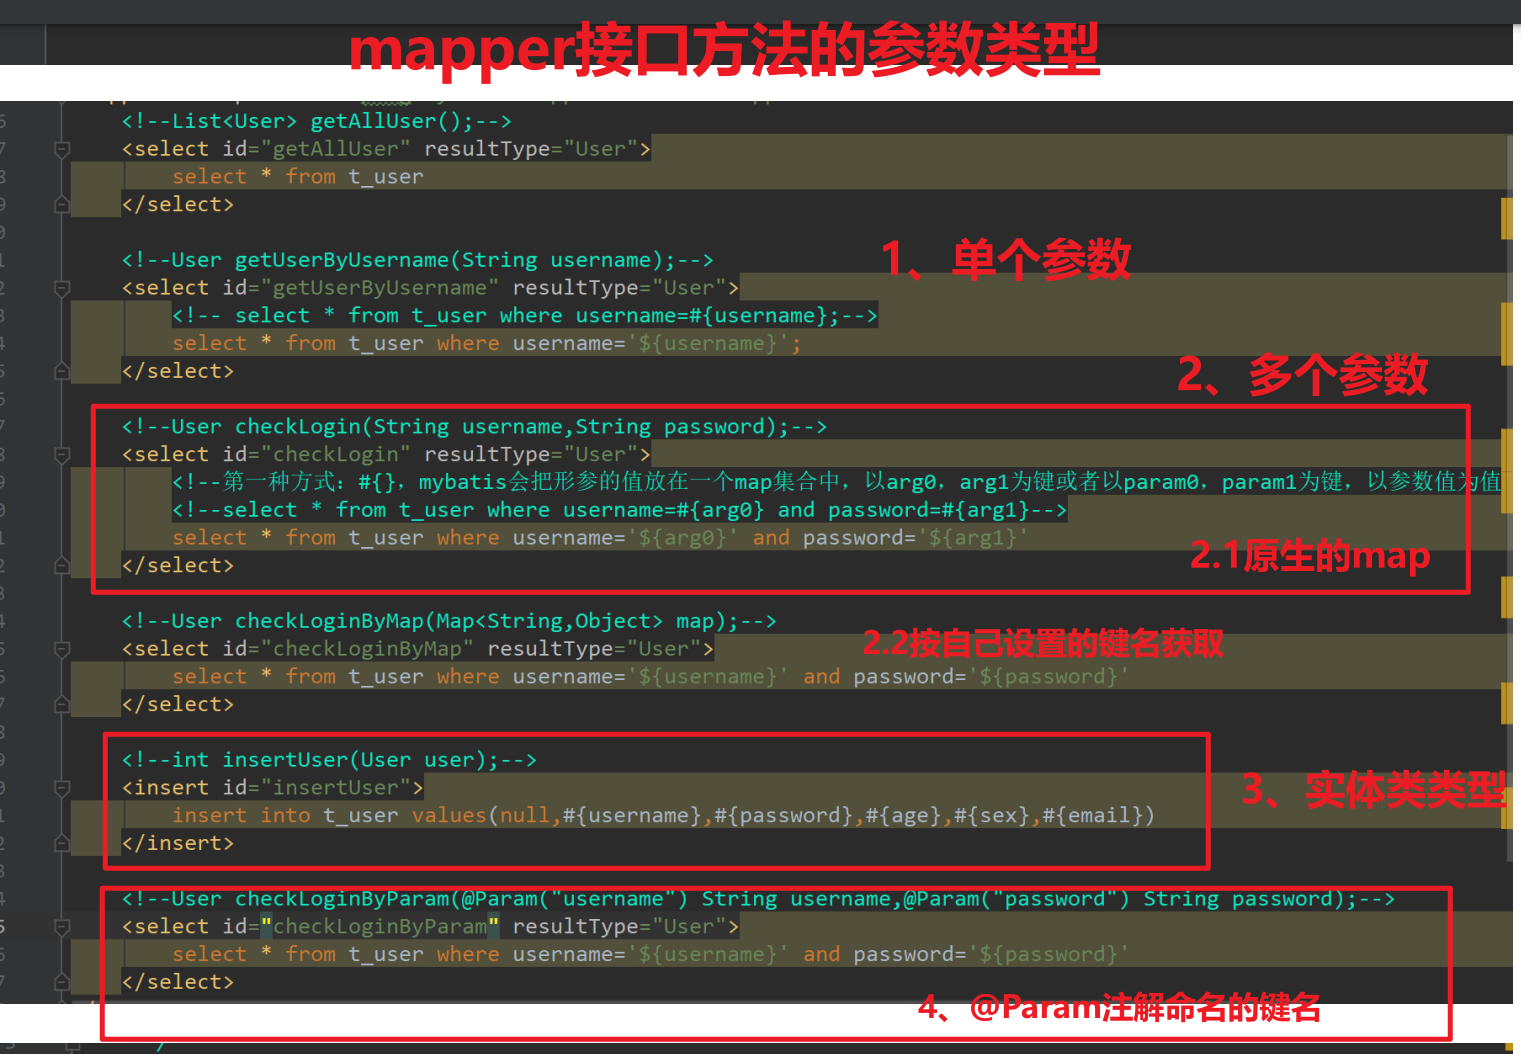 mapper接口方法的参数类型
<!--List<User> getAllUser();-->
<select id="getAllUser" resultType="User">
select * from t_user
</select>
<!--User getUserByUsername(String username);-->
1、单个参数
<select id="getUserByUsername" resultType="User">
<!-- select * from t_user where username=#{username};-->
select * from t_user where username='${username}';
</select>
2、多个参数
<!--User checkLogin(String username,String password);-->
<select id="checkLogin" resultType="User">
<!--第一种方式：#{}，mybatis会把形参的值放在一个map集合中，以arg0，arg1为键或者以param0，param1为键，以参数值为值
<!--select * from t_user where username=#{arg0} and password=#{arg1}-->
select * from t_user where username='${arg0}' and password='${arg1}'
2.1原生的map
</select>
<!--User checkLoginByMap(Map<String,Object> map);-->
2.2按自己设置的键名获取
<select id="checkLoginByMap" resultType="User">
select * from t_user where username='${username}' and password='${password}'
</select>
<!--int insertUser(User user);-->
<insert id="insertUser">
3、实体类类型
insert into t_user values(null,#{username},#{password},#{age},#{sex},#{email})
</insert>
<!--User checkLoginByParam(@Param("username") String username,@Param("password") String password);-->
<select id="checkLoginByParam" resultType="User">
select * from t_user where username='${username}' and password='${password}'
</select>
4、@Param注解命名的键名